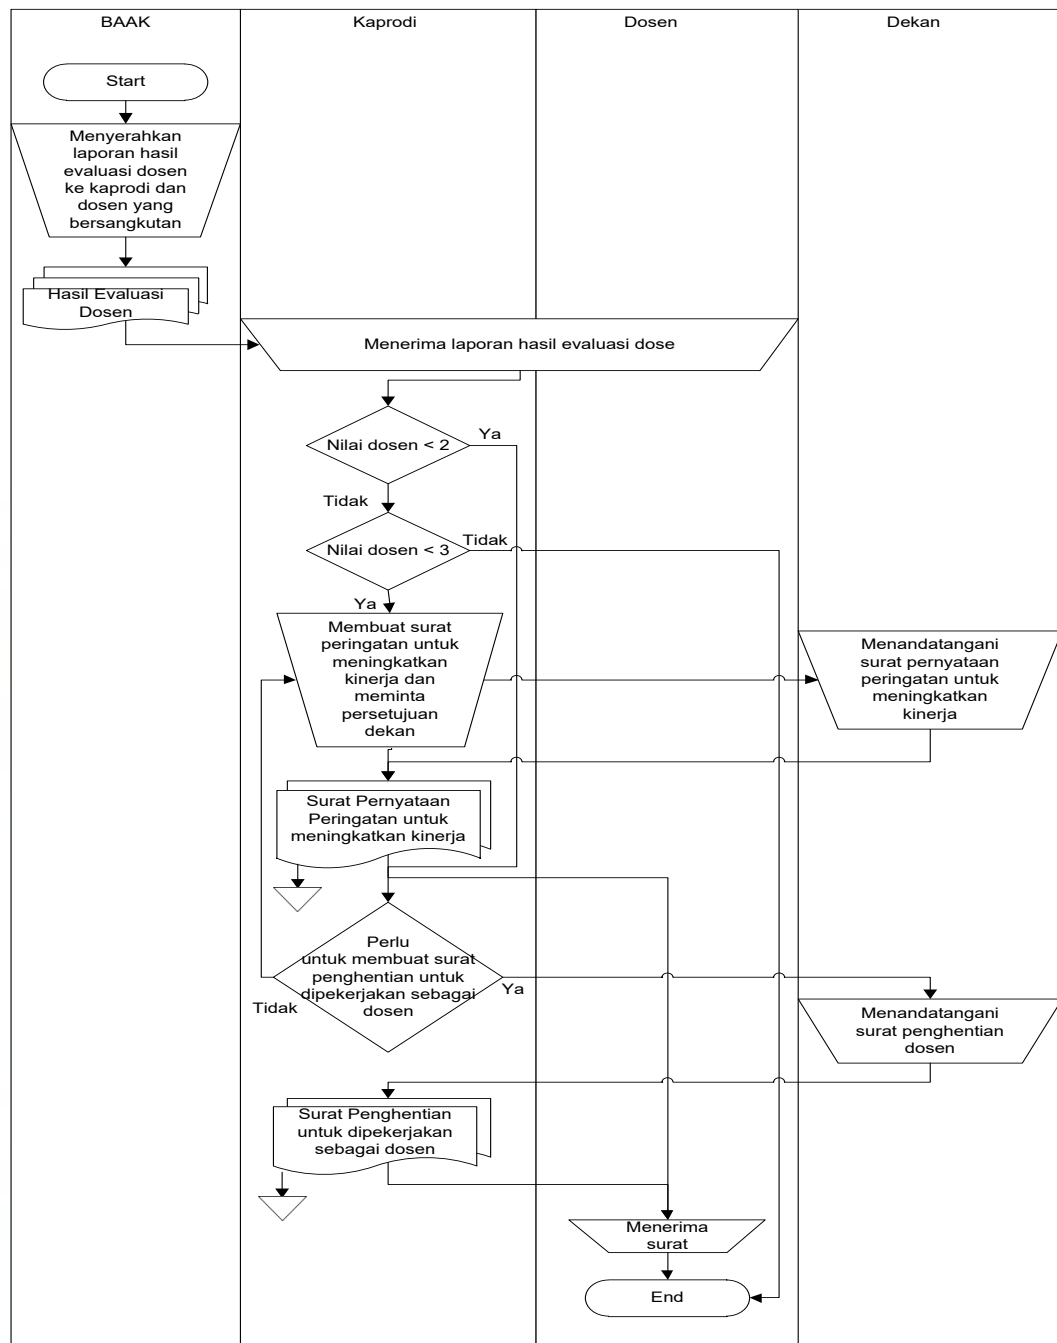 BAAK
Kaprodi
Dosen
Dekan
Start
Menyerahkan
laporan hasil
evaluasi dosen
ke kaprodi dan
dosen yang
bersangkutan
Hasil Evaluasi
Dosen
Menerima laporan hasil evaluasi dose
Nilai dosen < 2
Ya
Tidak
Nilai dosen < 3
Tidak
Ya
Membuat surat
peringatan untuk
meningkatkan
kinerja dan
meminta
persetujuan
dekan
Menandatangani
surat pernyataan
peringatan untuk
meningkatkan
kinerja
Surat Pernyataan
Peringatan untuk
meningkatkan kinerja
Perlu
untuk membuat surat
penghentian untuk
dipekerjakan sebagai
dosen
Tidak
Ya
Menandatangani
surat penghentian
dosen
Surat Penghentian
untuk dipekerjakan
sebagai dosen
Menerima
surat
End